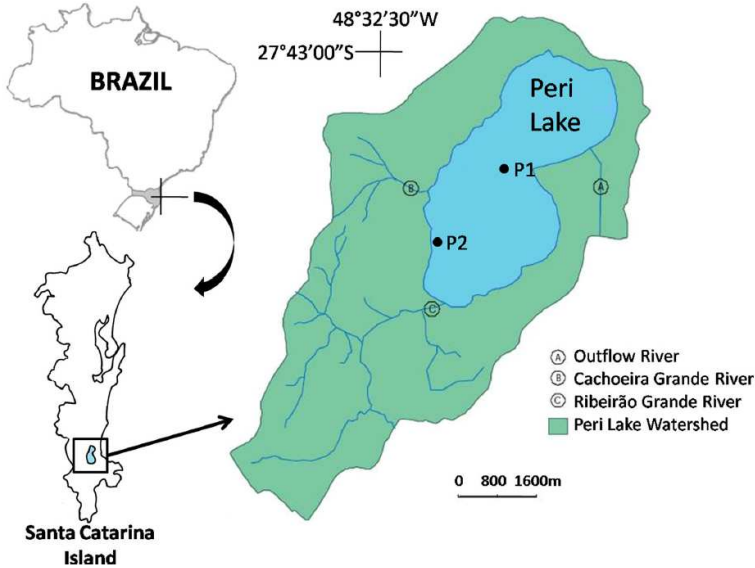 48°32'30"W
27°43'00"S
BRAZIL
Peri
Lake
P1
B
A
P2
C
A Outflow River
B Cachoeira Grande River
C Ribeirão Grande River
Peri Lake Watershed
0 800 1600m
Santa Catarina
Island